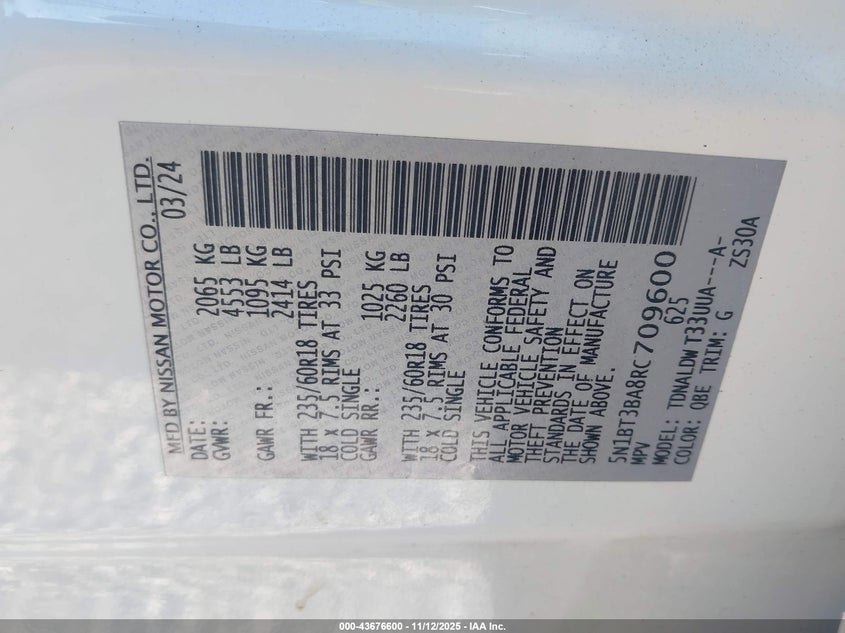 MFD BY NISSAN MOTOR CO., LTD.
DATE: 03/24
GVWR: 2065 KG
4553 LB
GAWR FR.: 1095 KG
2414 LB
WITH 235/60R18 TIRES
18 x 7.5 RIMS AT 33 PSI
COLD SINGLE
GAWR RR.: 1025 KG
2260 LB
WITH 235/60R18 TIRES
18 x 7.5 RIMS AT 30 PSI
COLD SINGLE
THIS VEHICLE CONFORMS TO
ALL APPLICABLE FEDERAL
MOTOR VEHICLE SAFETY AND
THEFT PREVENTION
STANDARDS IN EFFECT ON
THE DATE OF MANUFACTURE
SHOWN ABOVE.
5N1BT3BA8RC709600
MPV 625
MODEL: TDNALDW T33UUA---A-
COLOR: QBE TRIM: G ZS30A
000-43676600 - 11/12/2025 - IAA Inc.